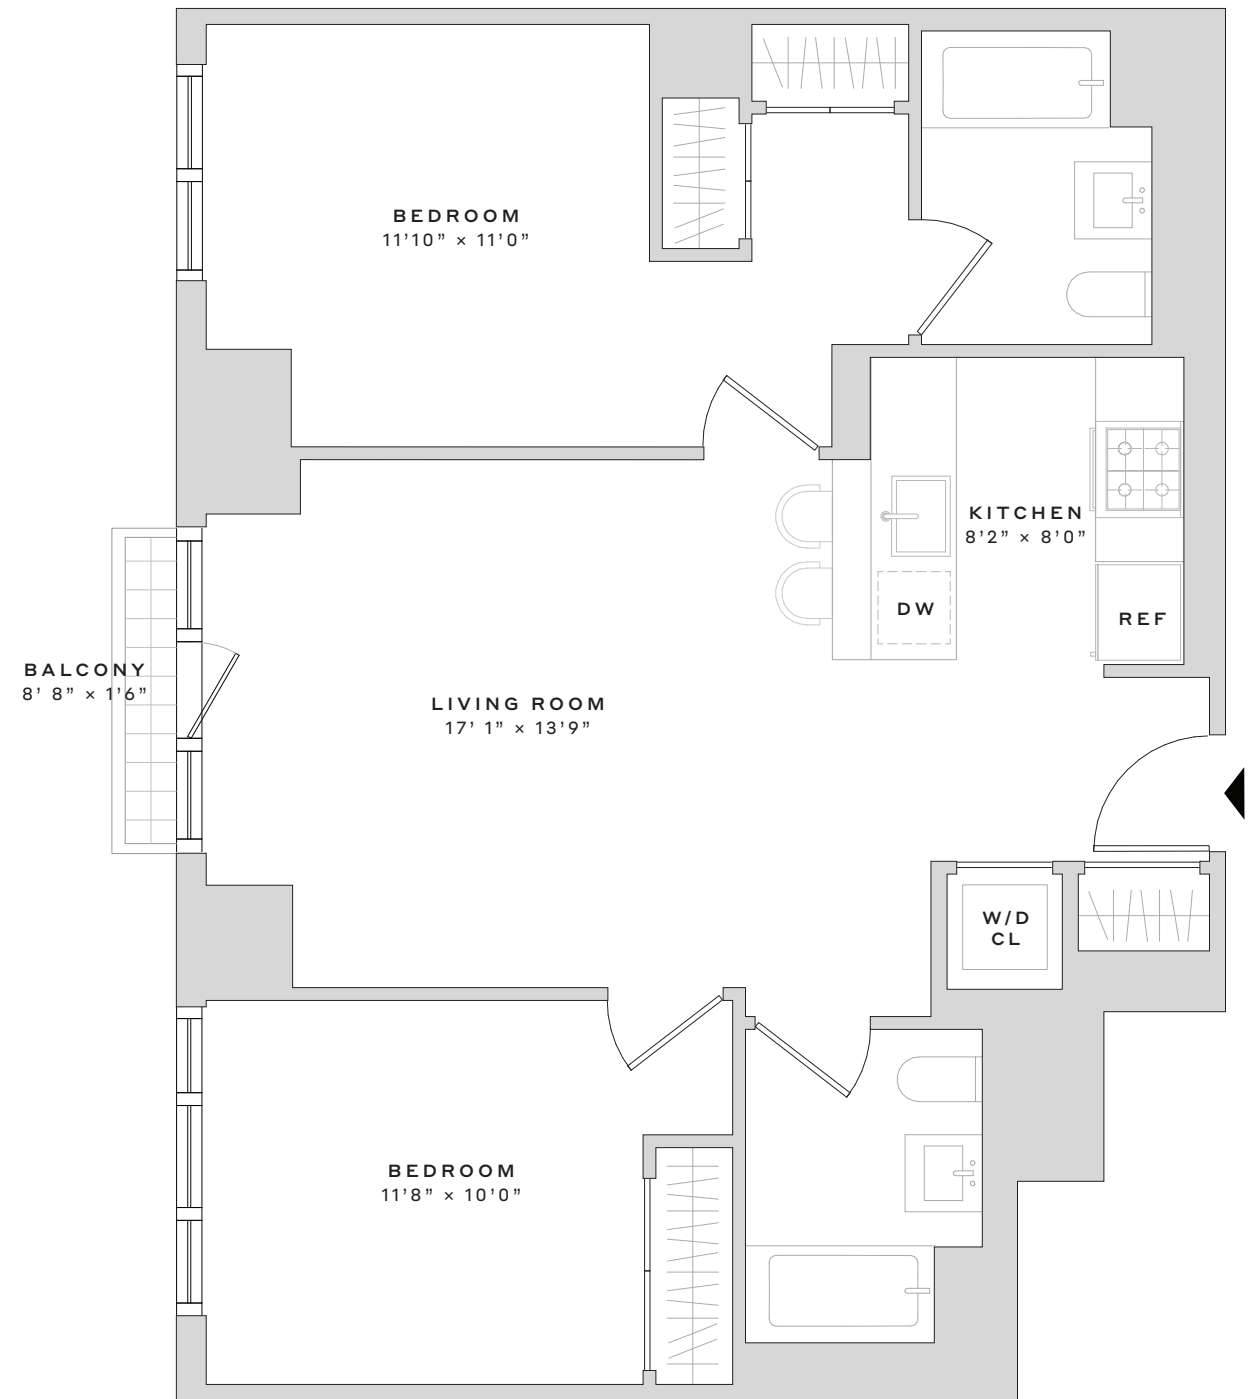 BEDROOM
11’10” × 11’0”
KITCHEN
8’2” × 8’0”
DW
REF
BALCONY
8’ 8” × 1’6”
LIVING ROOM
17’ 1” × 13’9”
W/D
CL
BEDROOM
11’8” × 10’0”